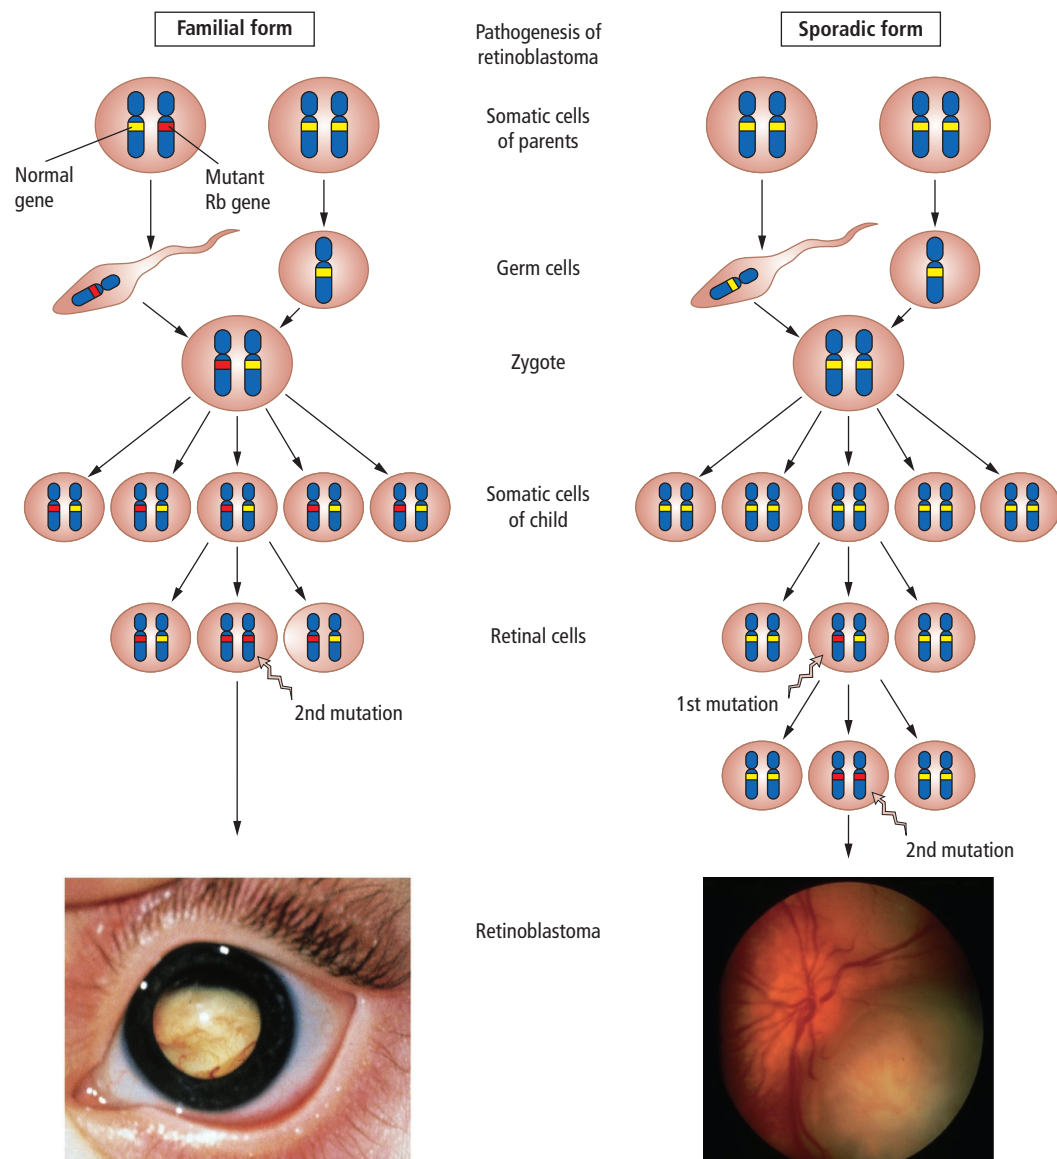 Familial form
Pathogenesis of
retinoblastoma
Sporadic form
Somatic cells
of parents
Normal
gene
Mutant
Rb gene
Germ cells
Zygote
Somatic cells
of child
Retinal cells
2nd mutation
1st mutation
2nd mutation
Retinoblastoma